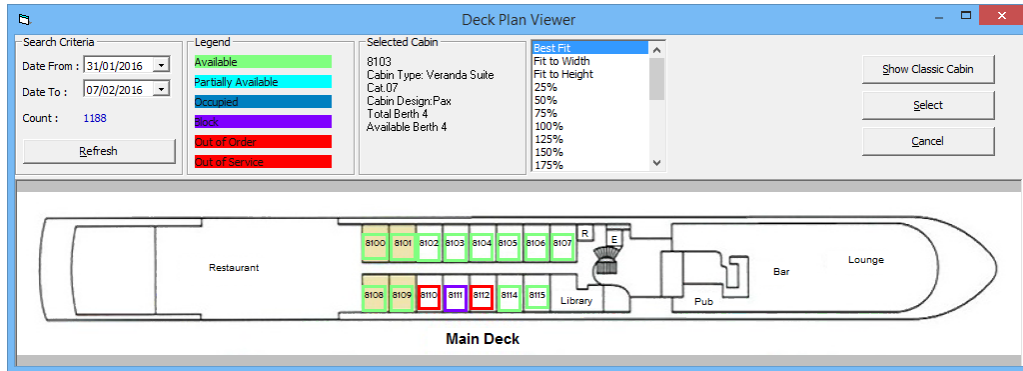 Deck Plan Viewer
Search Criteria
Date From : 31/01/2016
Date To : 07/02/2016
Count : 1188
Refresh
Legend
Available
Partially Available
Occupied
Block
Out of Order
Out of Service
Selected Cabin
8103
Cabin Type: Veranda Suite
Cat.07
Cabin Design:Pax
Total Berth 4
Available Berth 4
Best Fit
Fit to Width
Fit to Height
25%
50%
75%
100%
125%
150%
175%
Show Classic Cabin
Select
Cancel
8100 8101 8102 8103 8104 8105 8106 8107 R E
Restaurant Bar Lounge
8108 8109 8110 8111 8112 8114 8115 Library Pub
Main Deck